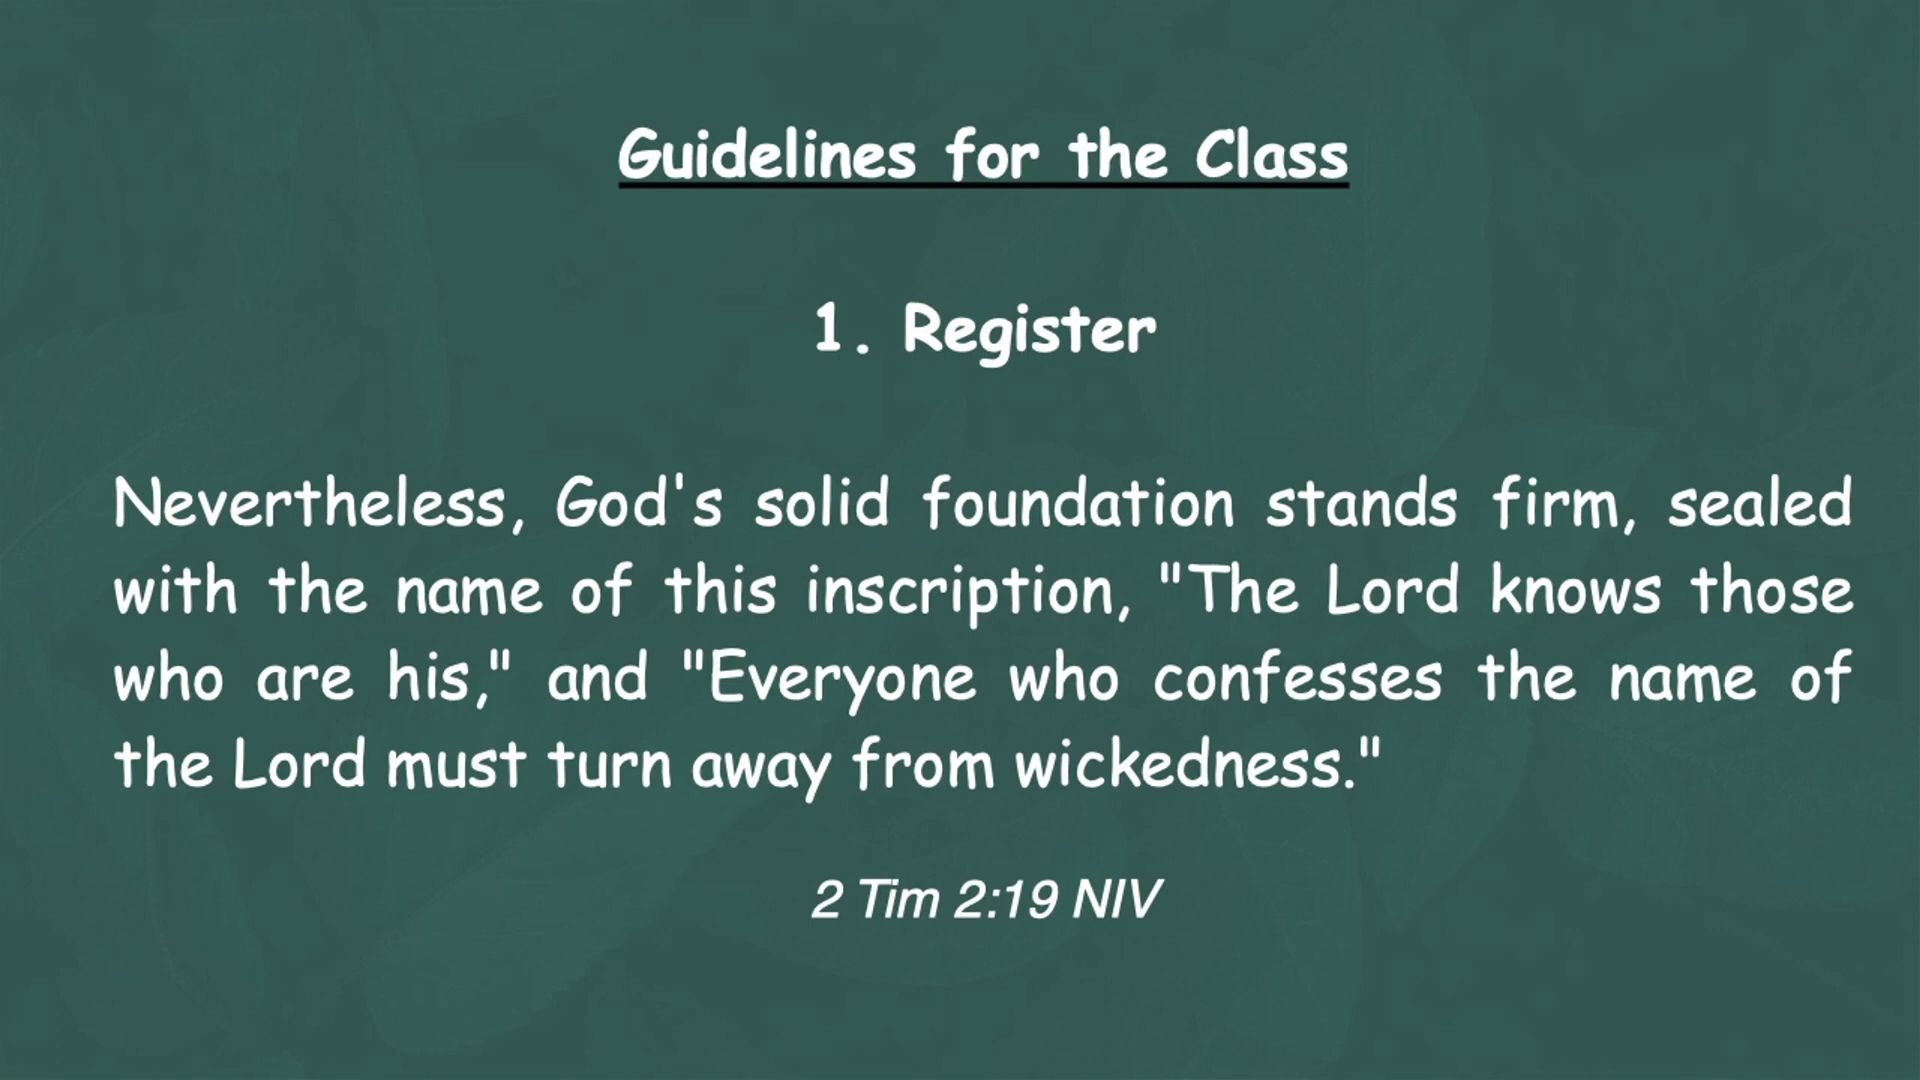 Guidelines for the Class
1. Register
Nevertheless, God's solid foundation stands firm, sealed
with the name of this inscription, "The Lord knows those
who are his," and "Everyone who confesses the name of
the Lord must turn away from wickedness."
2 Tim 2:19 NIV